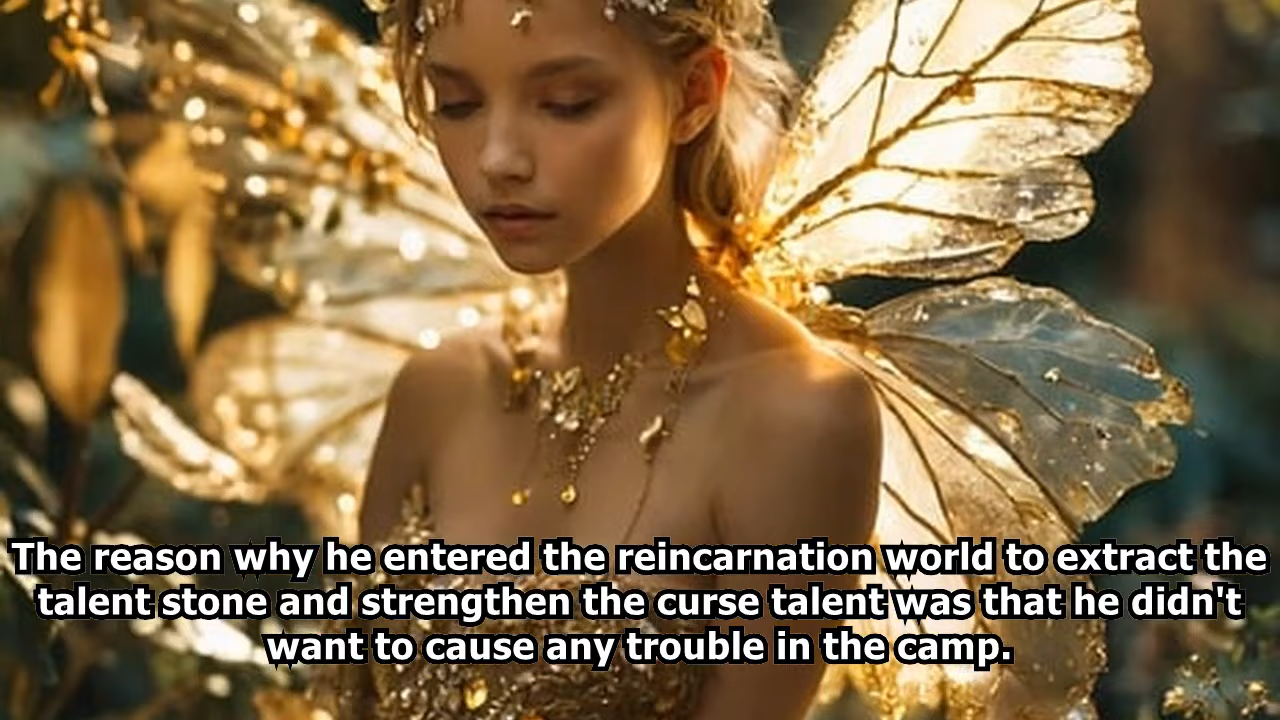 The reason why he entered the reincarnation world to extract the
talent stone and strengthen the curse talent was that he didn't
want to cause any trouble in the camp.